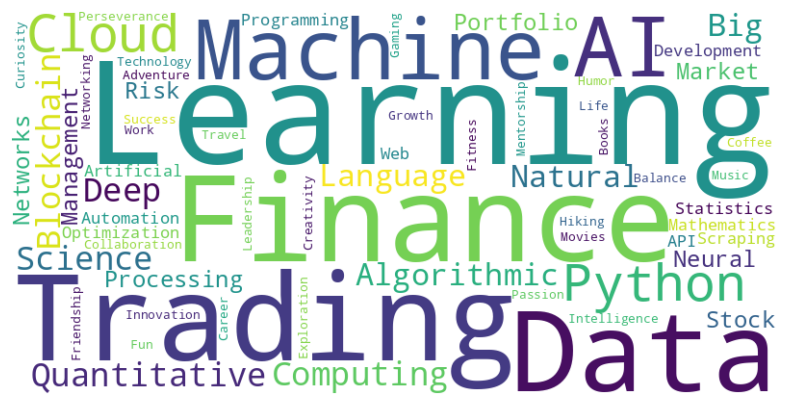 Perseverance
Cloud
Programming
Machine
Gaming
Portfolio
AI
Big
Curiosity
Technology
Development
Networking
Adventure
Risk
Learning
Humor
Market
Blockchain
Management
Networks
Success
Work
Travel
Growth
Mentorship
Life
Books
Coffee
Fitness
Web
Artificial
Deep
Finance
Language
Natural
Balance
Music
Automation
Optimization
Collaboration
Leadership
Creativity
Hiking
Movies
Statistics
Mathematics
API
Scraping
Science
Processing
Algorithmic
Python
Neural
Trading
Friendship
Innovation
Career
Exploration
Fun
Passion
Data
Intelligence
Stock
Quantitative
Computing